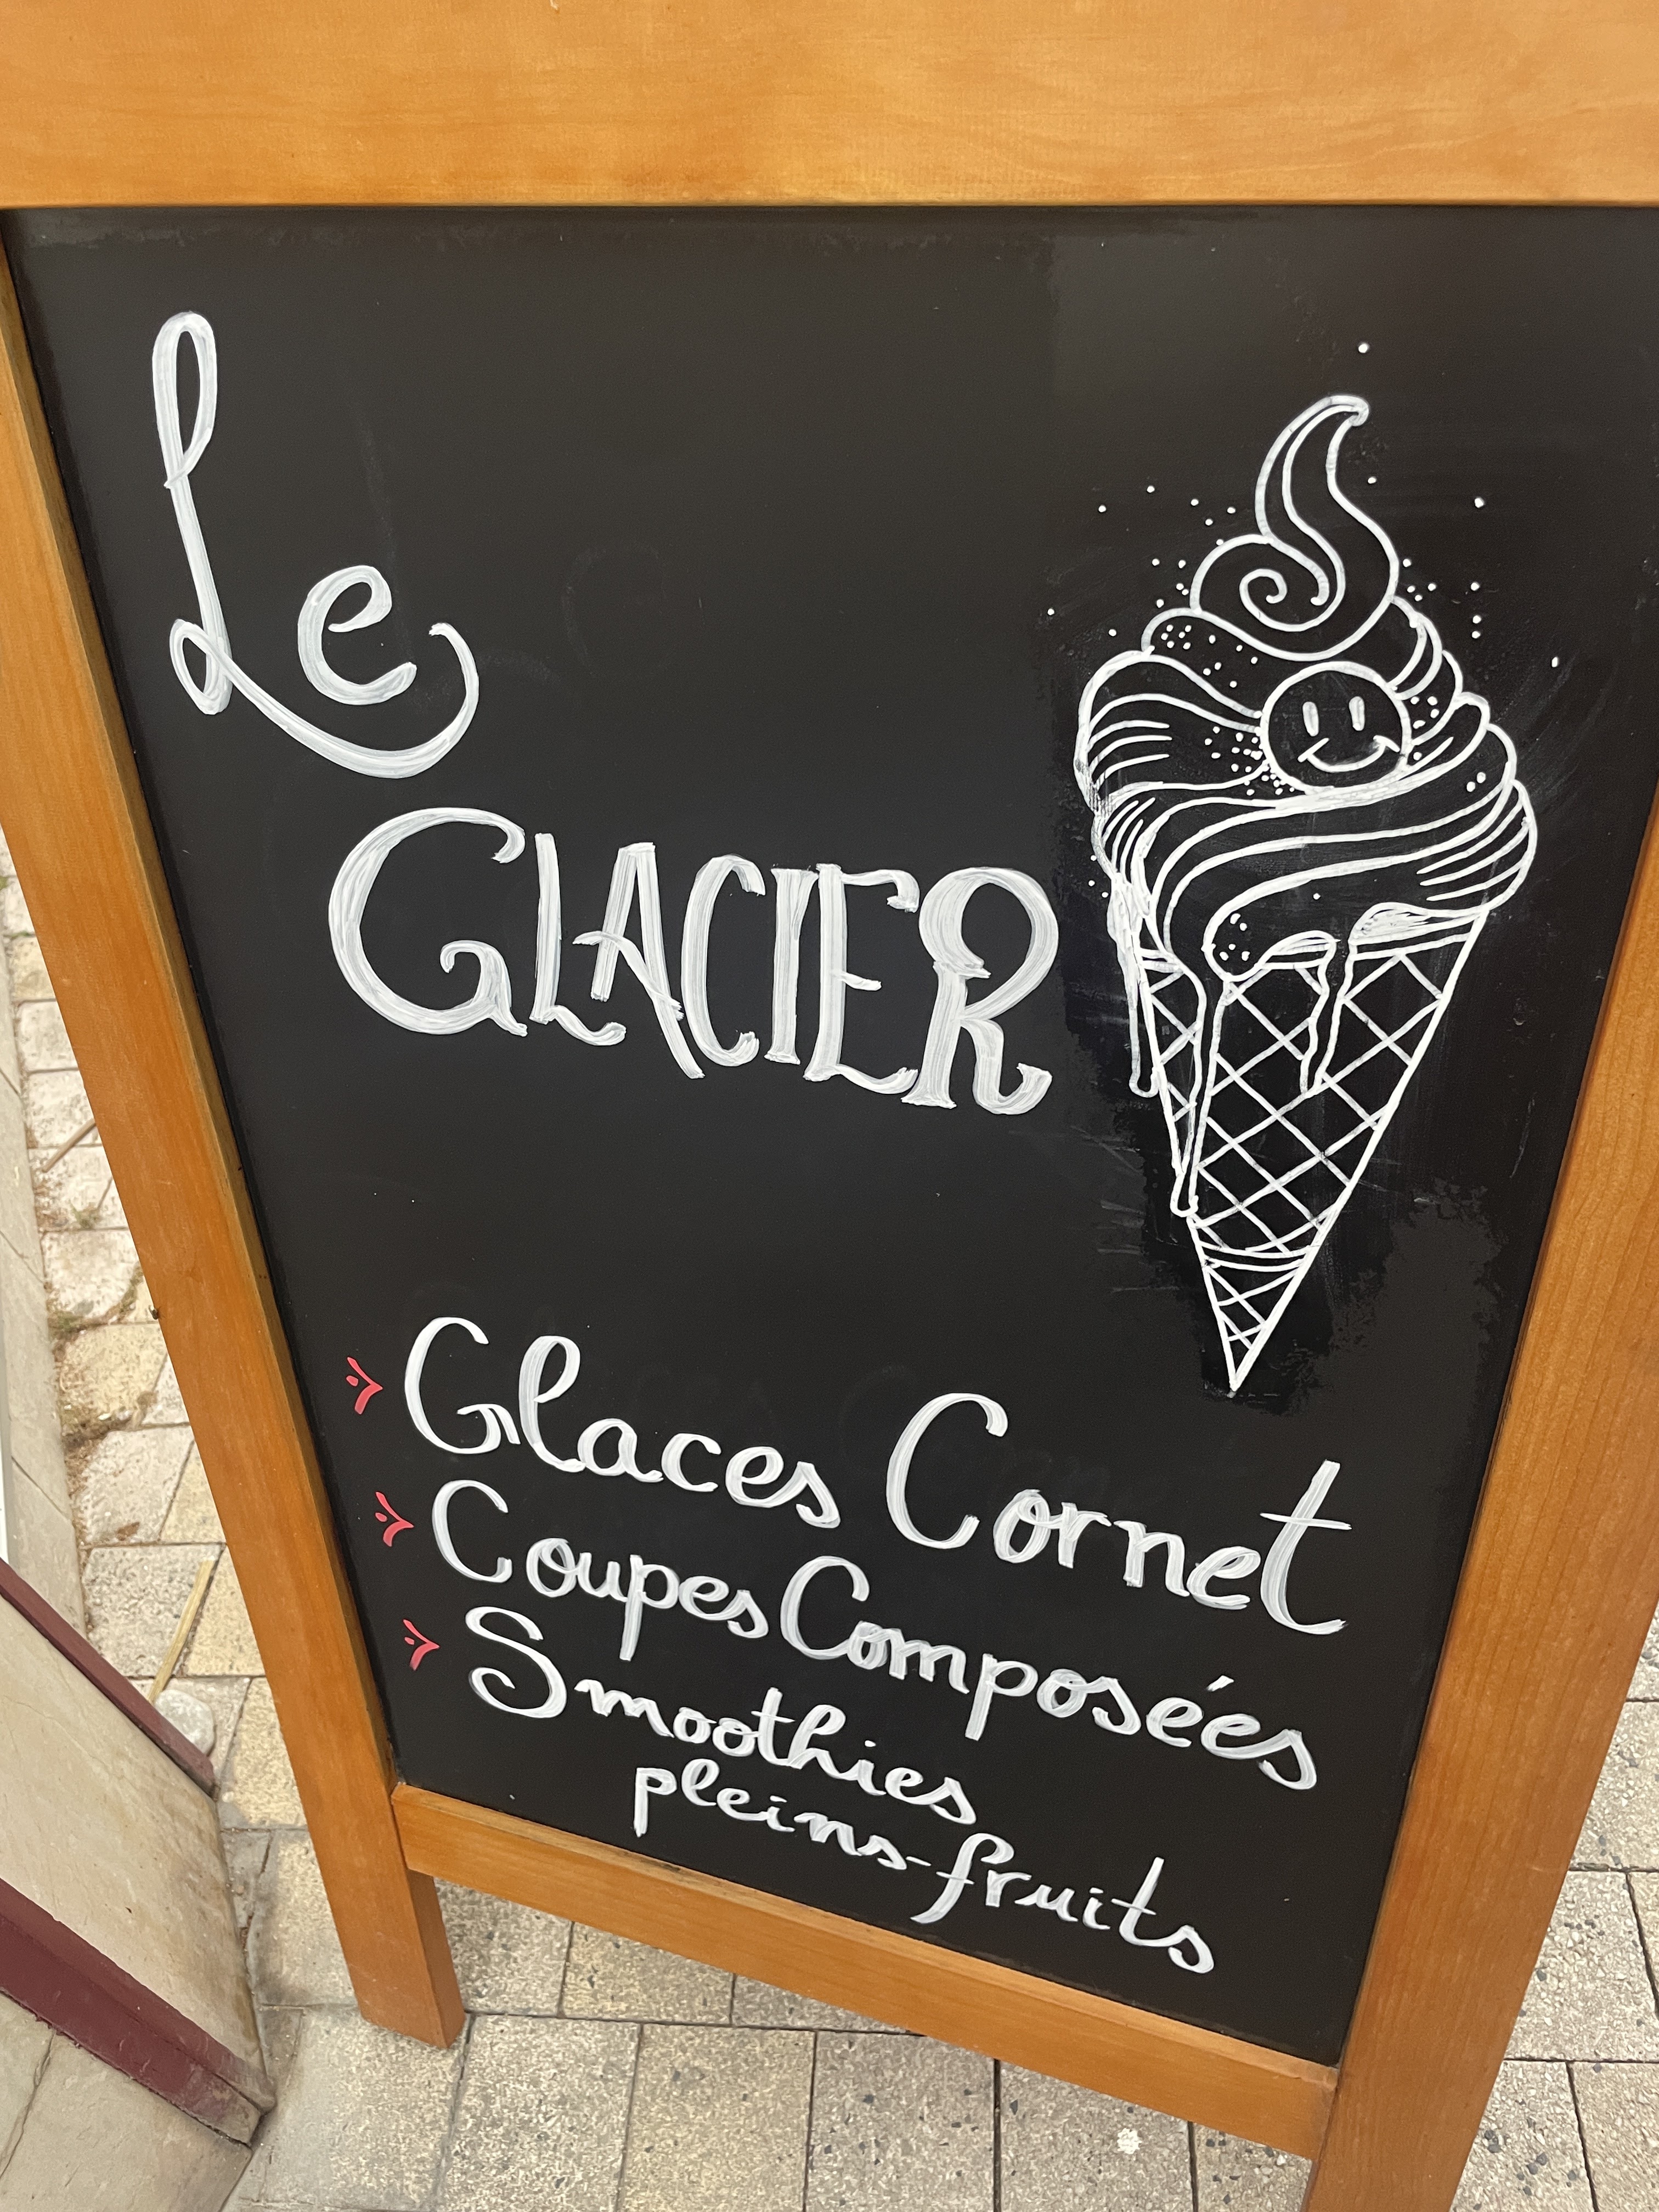 Le
GLACIER
Glaces Cornet
Coupes Composées
Smoothies
pleins-fruits